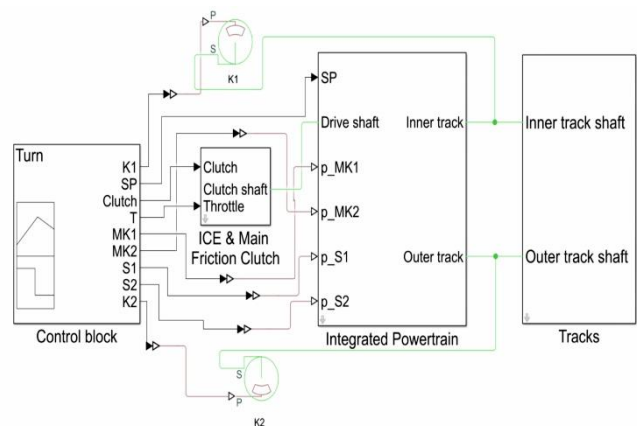 P
S
K1
Turn
K1
SP
Clutch
T
MK1
MK2
S1
S2
K2
Control block
Clutch
Clutch shaft
Throttle
ICE & Main
Friction Clutch
SP
Drive shaft
p_MK1
p_MK2
p_S1
p_S2
Inner track
Outer track
Integrated Powertrain
Inner track shaft
Outer track shaft
Tracks
S
P
K2